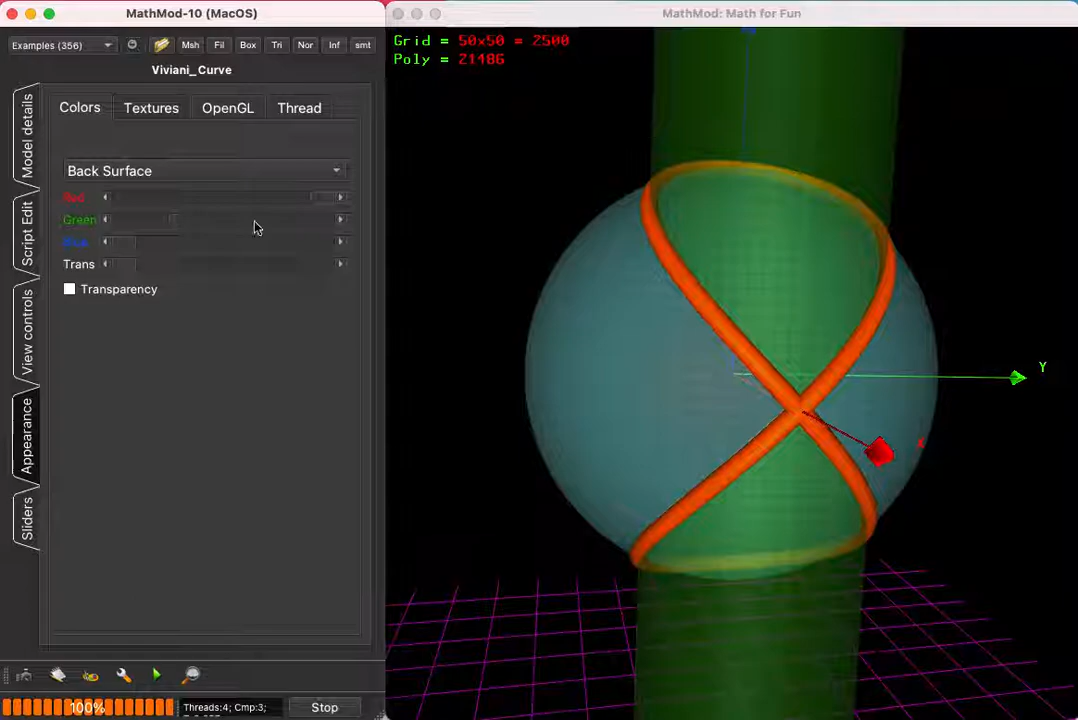 MathMod-10 (MacOS)
Examples (356)
Msh
Fil
Box
Tri
Nor
Inf
smt
Viviani_Curve
Model details
Script Edit
View controls
Appearance
Sliders
Colors
Textures
OpenGL
Thread
Back Surface
Red
Green
Blue
Trans
Transparency
100%
Threads:4; Cmp:3;
Stop
MathMod: Math for Fun
Grid = 50x50 = 2500
Poly = 21486
Y
X